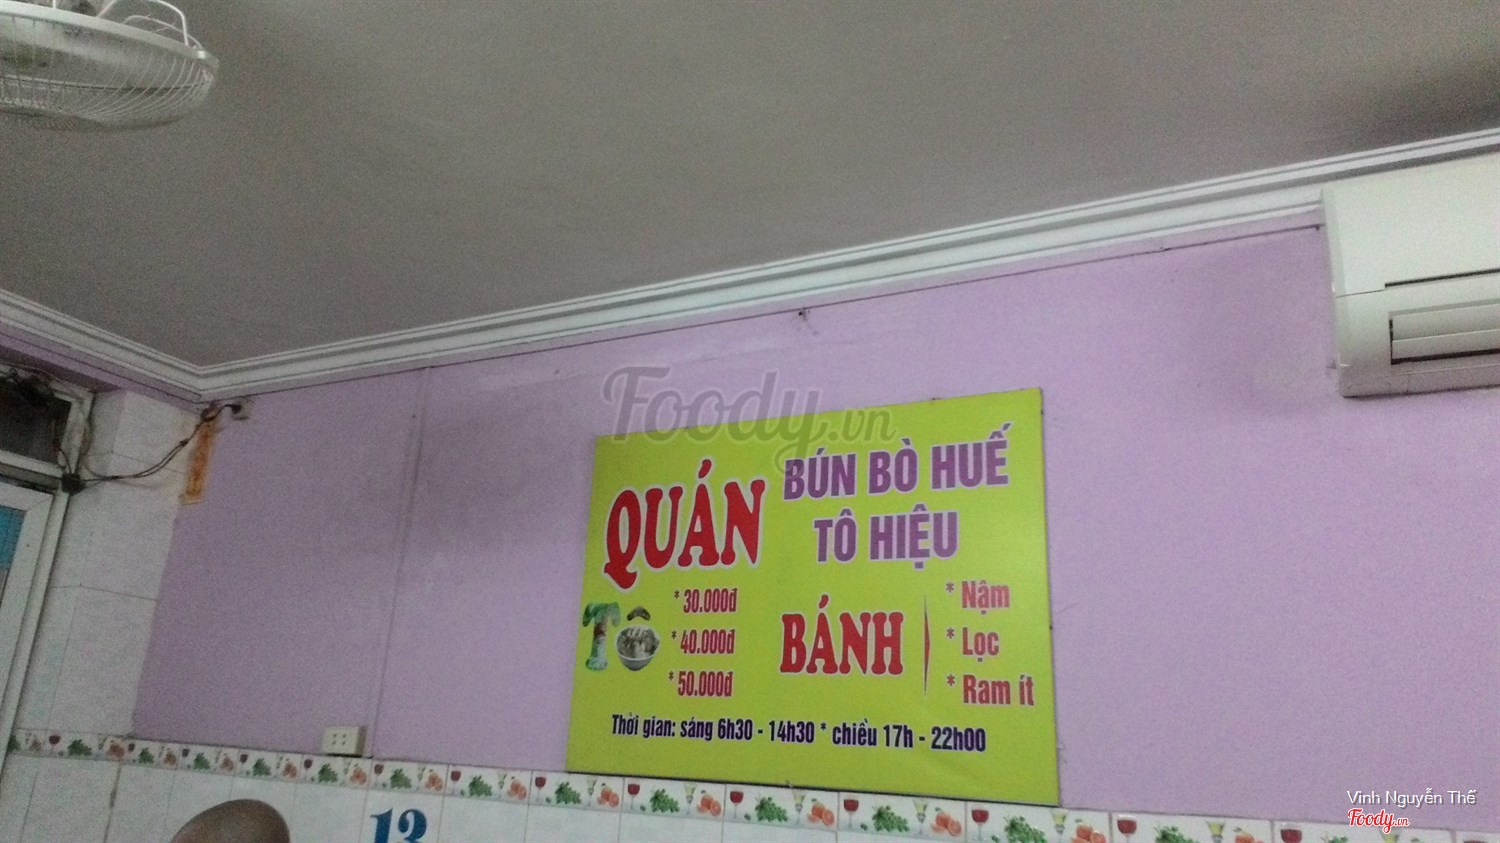 Foody.vn
QUÁN
BÚN BÒ HUẾ
TÔ HIỆU
TÔ
* 30.000đ
* 40.000đ
* 50.000đ
BÁNH
* Nậm
* Lọc
* Ram ít
Thời gian: sáng 6h30 - 14h30 * chiều 17h - 22h00
13
Vinh Nguyễn Thế
Foody.vn